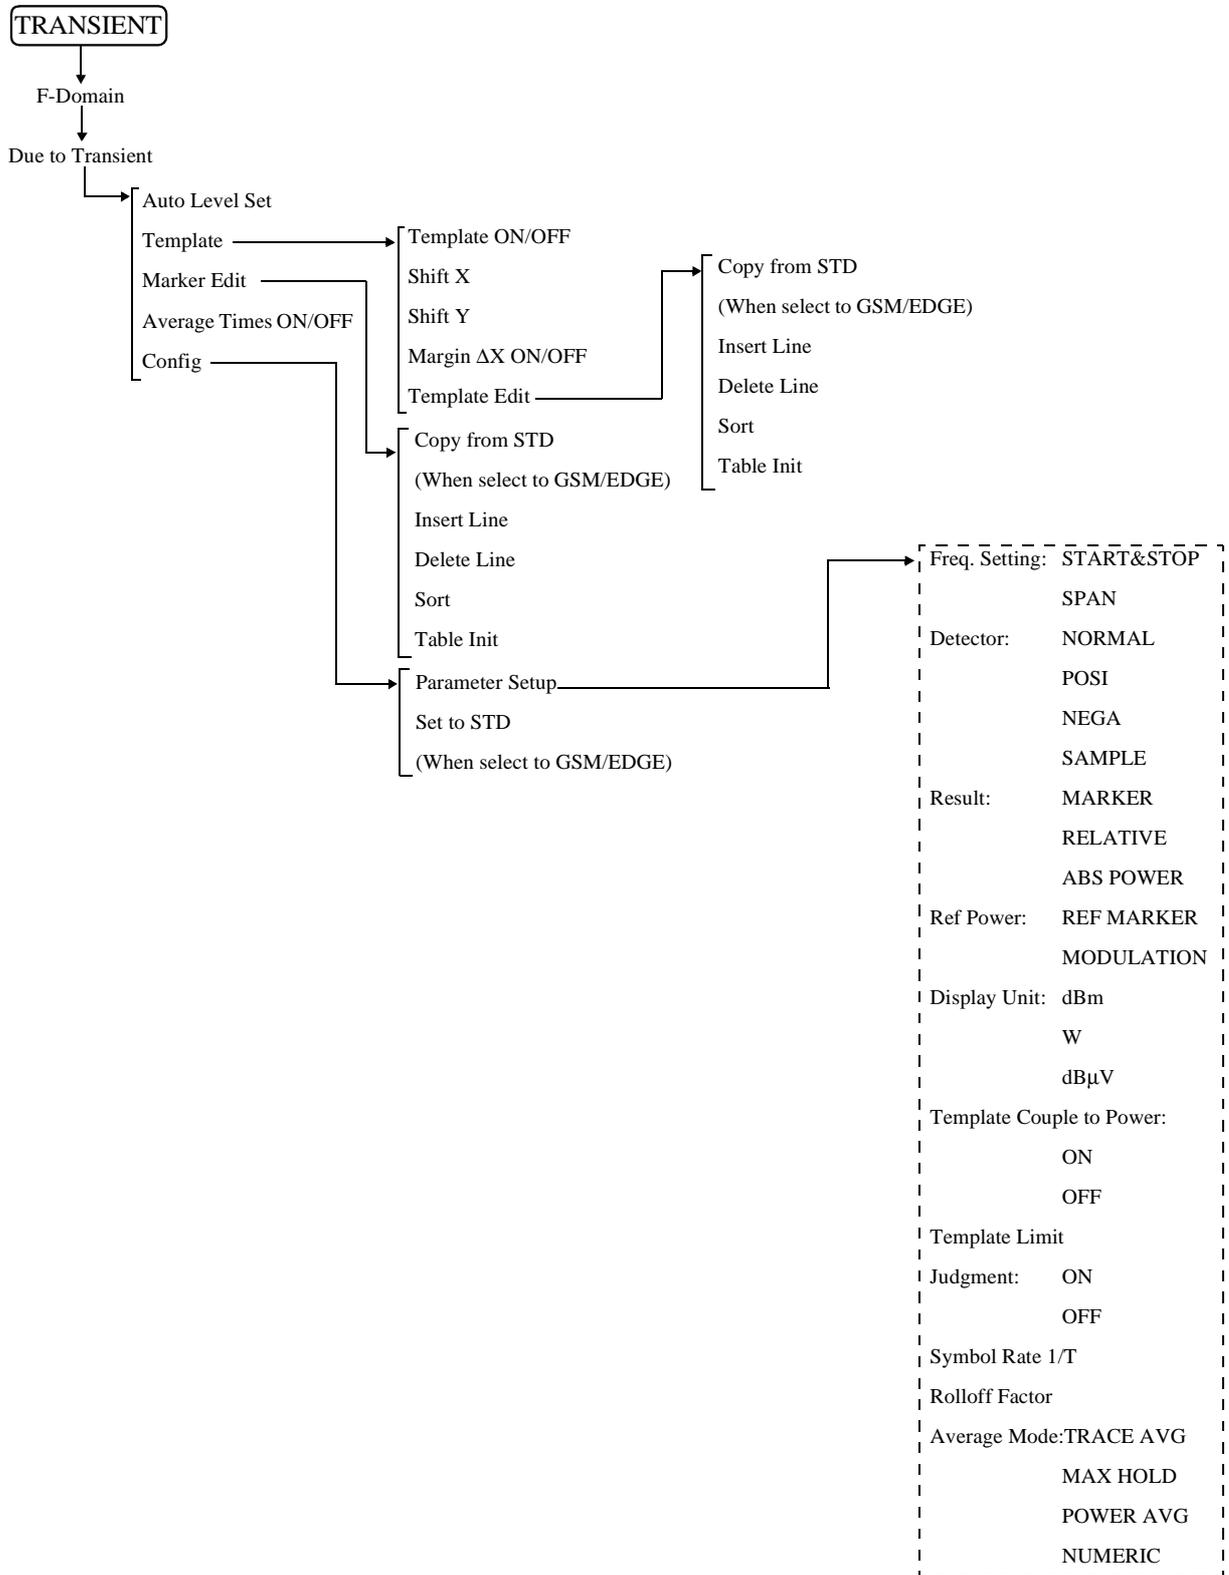 TRANSIENT
F-Domain
Due to Transient
Auto Level Set
Template
Marker Edit
Average Times ON/OFF
Config
Template ON/OFF
Shift X
Shift Y
Margin ΔX ON/OFF
Template Edit
Copy from STD
(When select to GSM/EDGE)
Insert Line
Delete Line
Sort
Table Init
Copy from STD
(When select to GSM/EDGE)
Insert Line
Delete Line
Sort
Table Init
Parameter Setup
Set to STD
(When select to GSM/EDGE)
Freq. Setting: START&STOP
SPAN
Detector: NORMAL
POSI
NEGA
SAMPLE
Result: MARKER
RELATIVE
ABS POWER
Ref Power: REF MARKER
MODULATION
Display Unit: dBm
W
dBµV
Template Couple to Power:
ON
OFF
Template Limit
Judgment: ON
OFF
Symbol Rate 1/T
Rolloff Factor
Average Mode:TRACE AVG
MAX HOLD
POWER AVG
NUMERIC